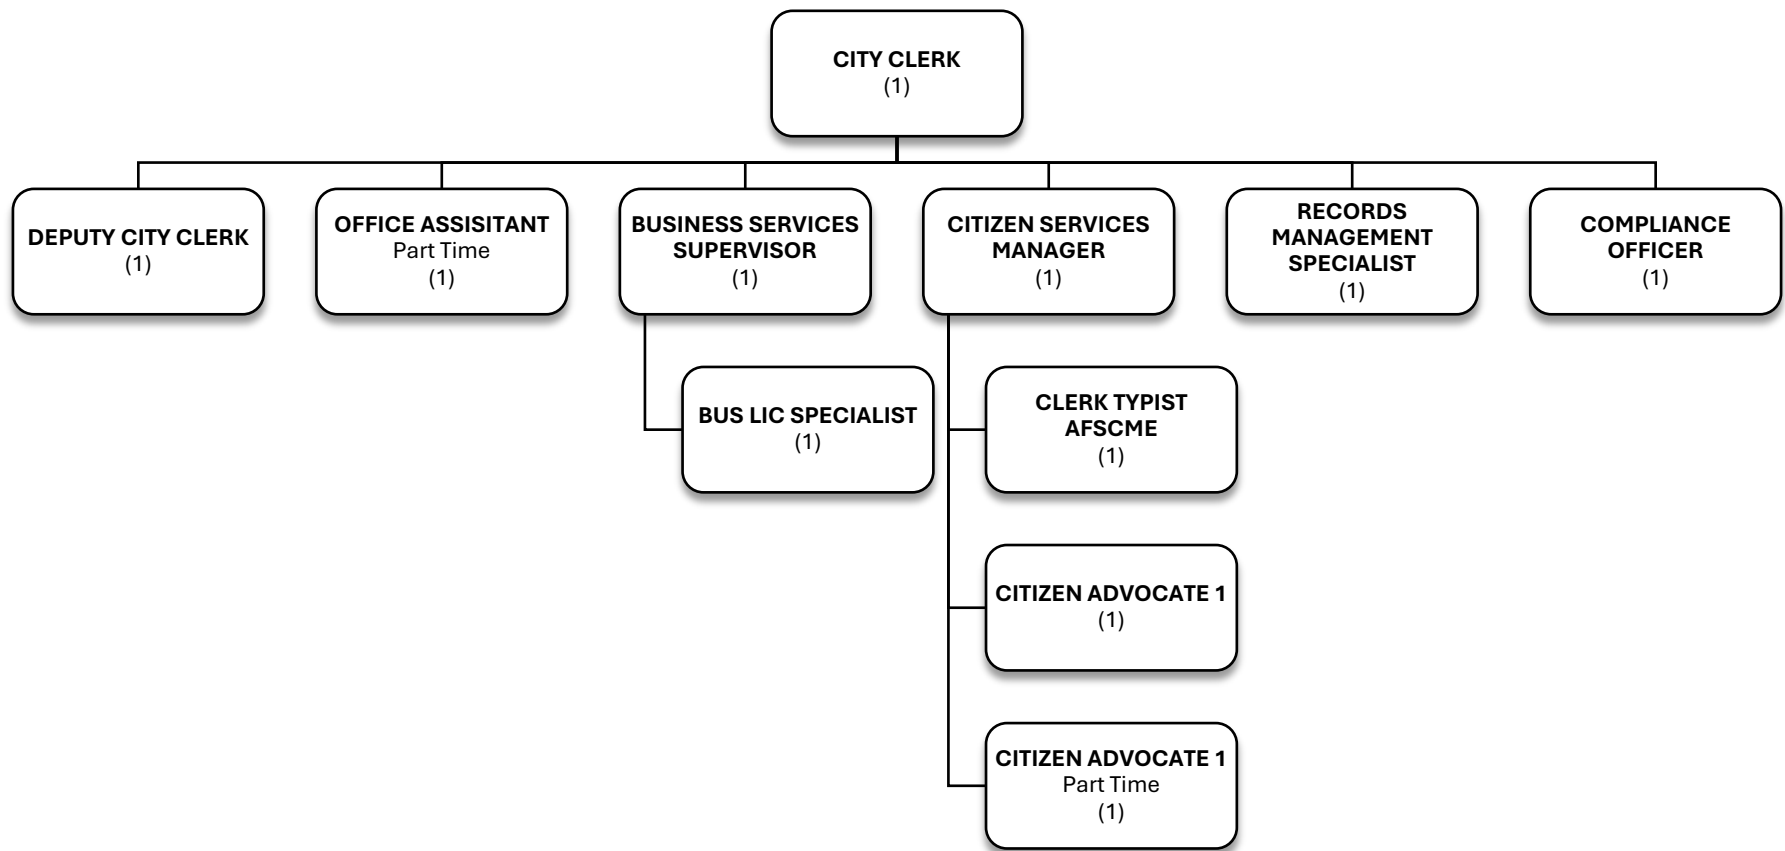 CITY CLERK
(1)
DEPUTY CITY CLERK
(1)
OFFICE ASSISITANT
Part Time
(1)
BUSINESS SERVICES
SUPERVISOR
(1)
CITIZEN SERVICES
MANAGER
(1)
RECORDS
MANAGEMENT
SPECIALIST
(1)
COMPLIANCE
OFFICER
(1)
BUS LIC SPECIALIST
(1)
CLERK TYPIST
AFSCME
(1)
CITIZEN ADVOCATE 1
(1)
CITIZEN ADVOCATE 1
Part Time
(1)